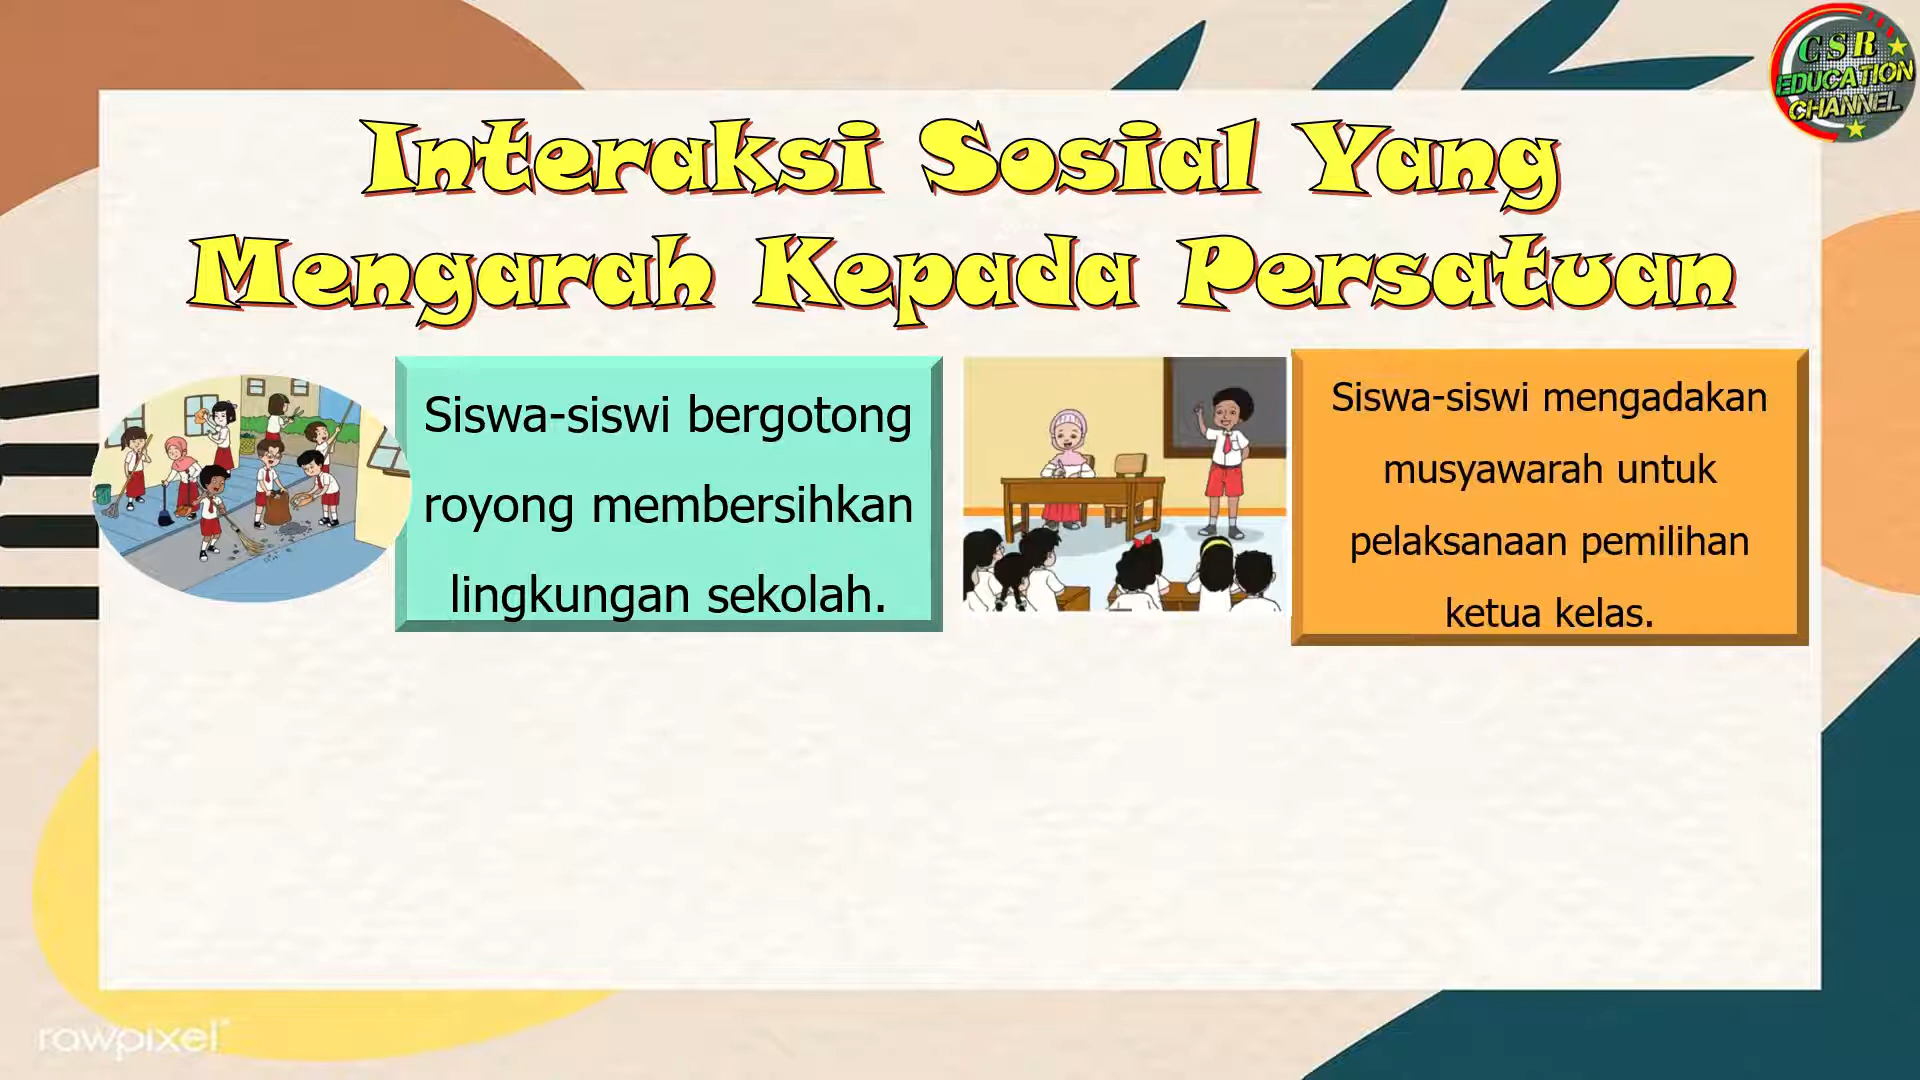 CSR
EDUCATION
CHANNEL
Interaksi Sosial Yang
Mengarah Kepada Persatuan
Siswa-siswi bergotong
royong membersihkan
lingkungan sekolah.
Siswa-siswi mengadakan
musyawarah untuk
pelaksanaan pemilihan
ketua kelas.
rawpixel